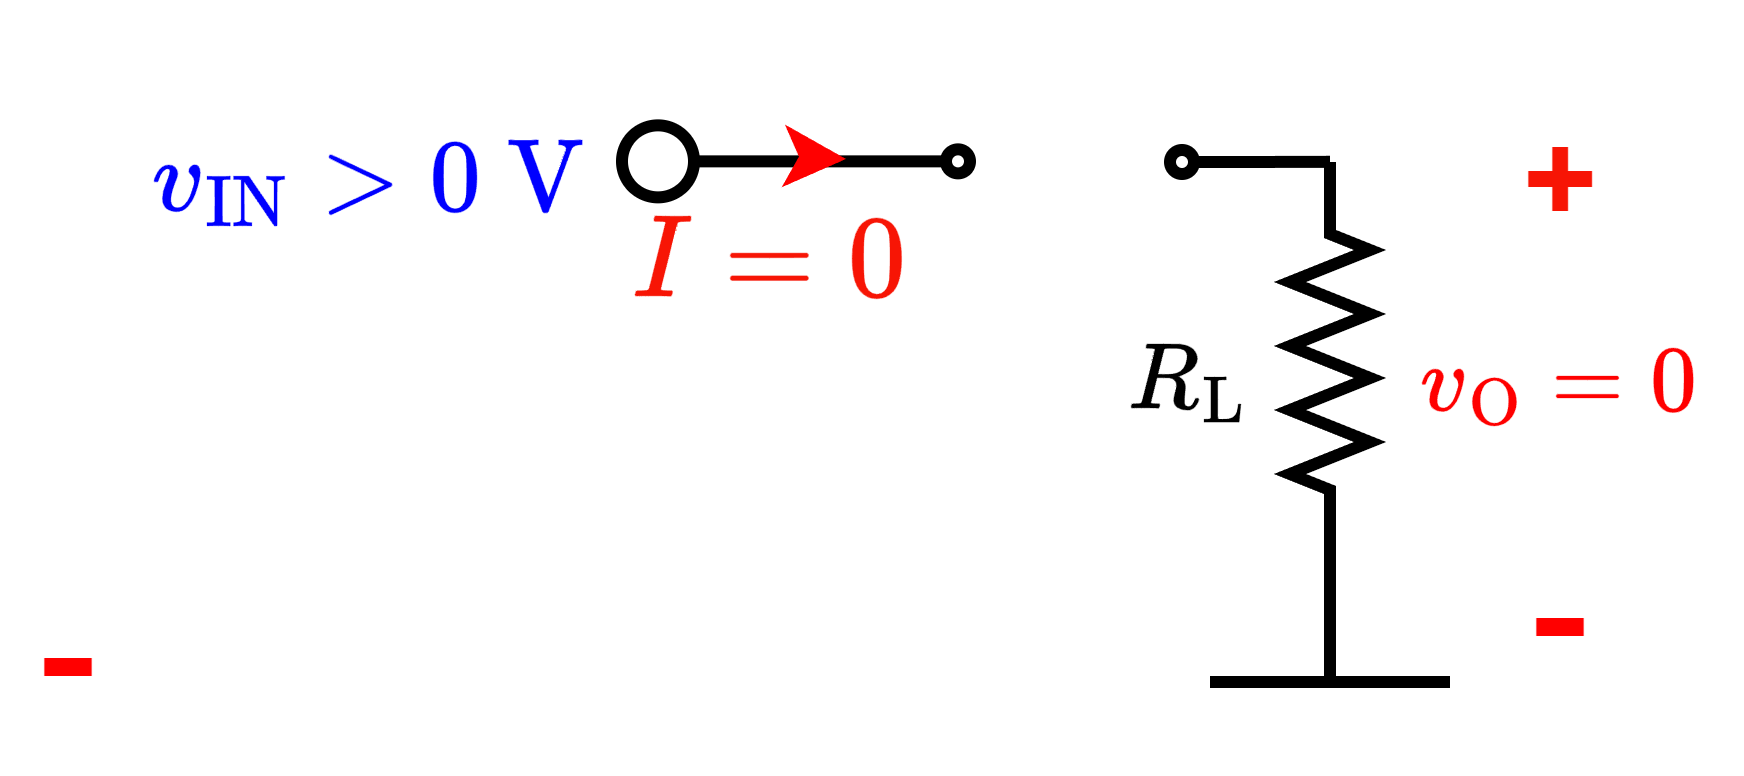 v_IN > 0 V
I = 0
+
R_L
v_O = 0
-
-